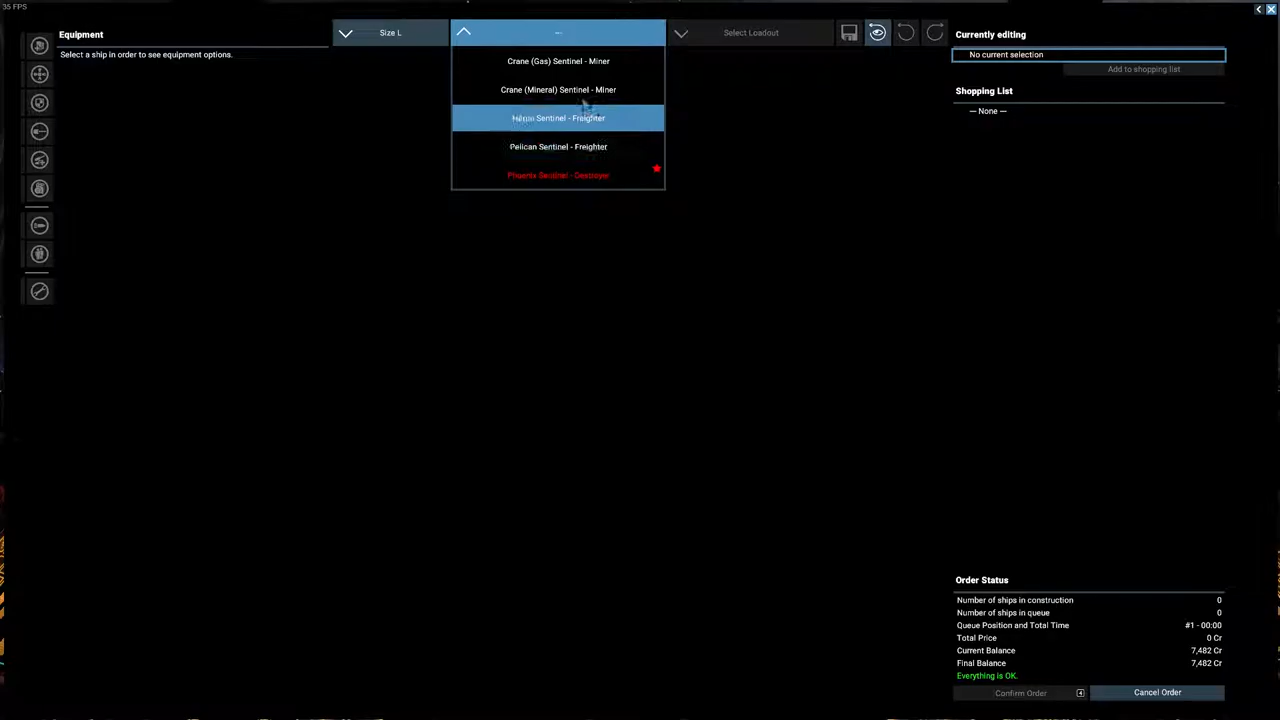 35 FPS
Equipment
Select a ship in order to see equipment options.
Size L
--
Select Loadout
Crane (Gas) Sentinel - Miner
Crane (Mineral) Sentinel - Miner
Sentinel - Freighter
Pelican Sentinel - Freighter
Phoenix Sentinel - Destroyer
Currently editing
No current selection
Add to shopping list
Shopping List
— None —
Order Status
Number of ships in construction 0
Number of ships in queue 0
Queue Position and Total Time #1 - 00:00
Total Price 0 Cr
Current Balance 7,482 Cr
Final Balance 7,482 Cr
Everything is OK.
Confirm Order
Cancel Order